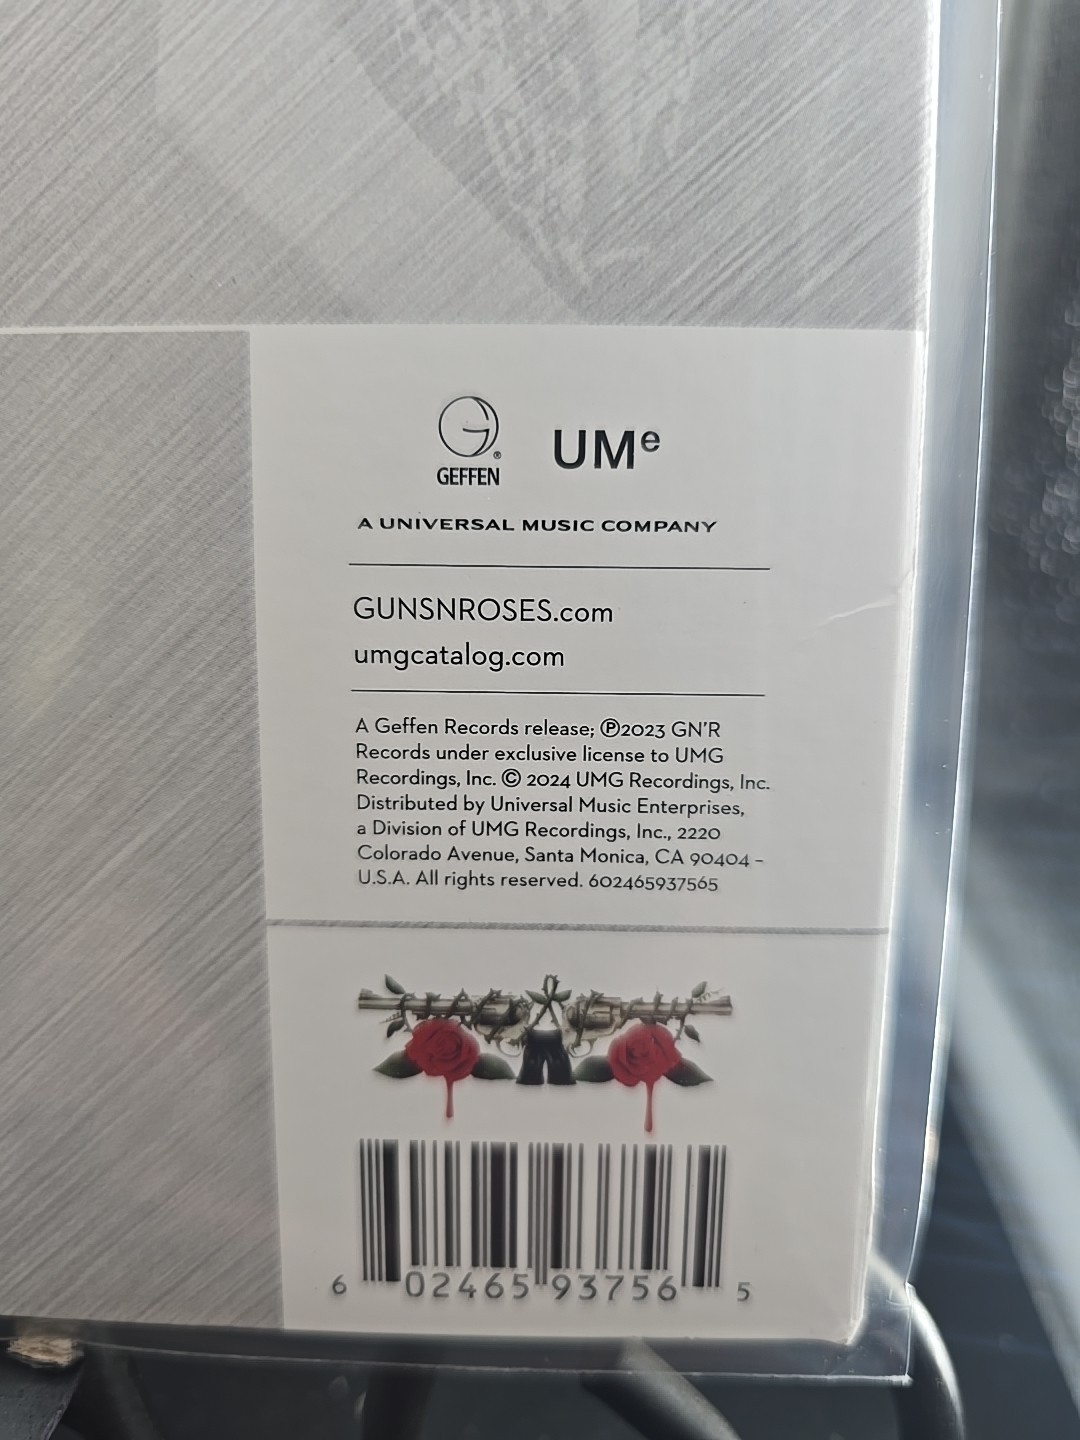 G®
GEFFEN
UMe
A UNIVERSAL MUSIC COMPANY
GUNSNROSES.com
umgcatalog.com
A Geffen Records release; ℗2023 GN'R
Records under exclusive license to UMG
Recordings, Inc. © 2024 UMG Recordings, Inc.
Distributed by Universal Music Enterprises,
a Division of UMG Recordings, Inc., 2220
Colorado Avenue, Santa Monica, CA 90404 –
U.S.A. All rights reserved. 602465937565
6 02465 93756 5